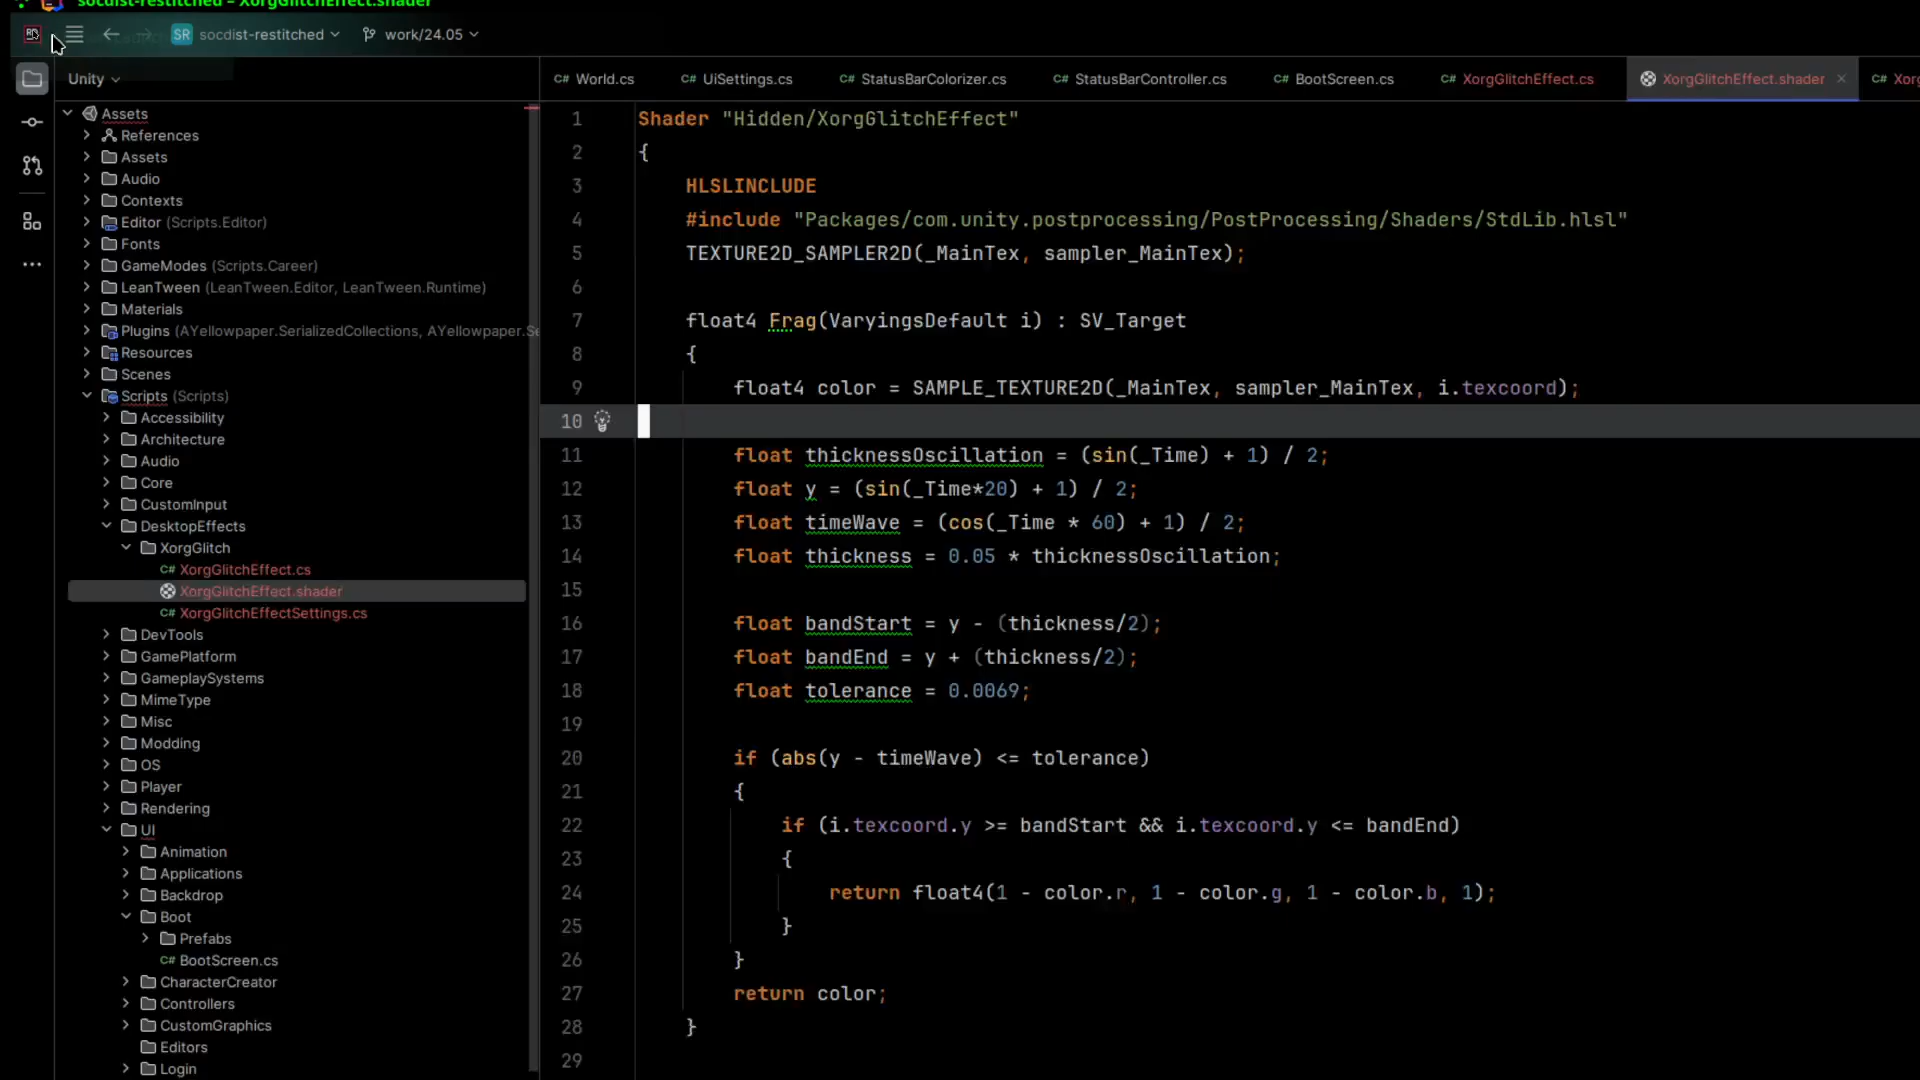 socdist-restitched – XorgGlitchEffect.shader
RD
SR socdist-restitched work/24.05
Unity
C# World.cs C# UiSettings.cs C# StatusBarColorizer.cs C# StatusBarController.cs C# BootScreen.cs C# XorgGlitchEffect.cs XorgGlitchEffect.shader C# Xorg
Assets
References
Assets
Audio
Contexts
Editor (Scripts.Editor)
Fonts
GameModes (Scripts.Career)
LeanTween (LeanTween.Editor, LeanTween.Runtime)
Materials
Plugins (AYellowpaper.SerializedCollections, AYellowpaper.Se
Resources
Scenes
Scripts (Scripts)
Accessibility
Architecture
Audio
Core
CustomInput
DesktopEffects
XorgGlitch
C# XorgGlitchEffect.cs
XorgGlitchEffect.shader
C# XorgGlitchEffectSettings.cs
DevTools
GamePlatform
GameplaySystems
MimeType
Misc
Modding
OS
Player
Rendering
UI
Animation
Applications
Backdrop
Boot
Prefabs
C# BootScreen.cs
CharacterCreator
Controllers
CustomGraphics
Editors
Login
1 Shader "Hidden/XorgGlitchEffect"
2 {
3 HLSLINCLUDE
4 #include "Packages/com.unity.postprocessing/PostProcessing/Shaders/StdLib.hlsl"
5 TEXTURE2D_SAMPLER2D(_MainTex, sampler_MainTex);
6
7 float4 Frag(VaryingsDefault i) : SV_Target
8 {
9 float4 color = SAMPLE_TEXTURE2D(_MainTex, sampler_MainTex, i.texcoord);
10
11 float thicknessOscillation = (sin(_Time) + 1) / 2;
12 float y = (sin(_Time*20) + 1) / 2;
13 float timeWave = (cos(_Time * 60) + 1) / 2;
14 float thickness = 0.05 * thicknessOscillation;
15
16 float bandStart = y - (thickness/2);
17 float bandEnd = y + (thickness/2);
18 float tolerance = 0.0069;
19
20 if (abs(y - timeWave) <= tolerance)
21 {
22 if (i.texcoord.y >= bandStart && i.texcoord.y <= bandEnd)
23 {
24 return float4(1 - color.r, 1 - color.g, 1 - color.b, 1);
25 }
26 }
27 return color;
28 }
29